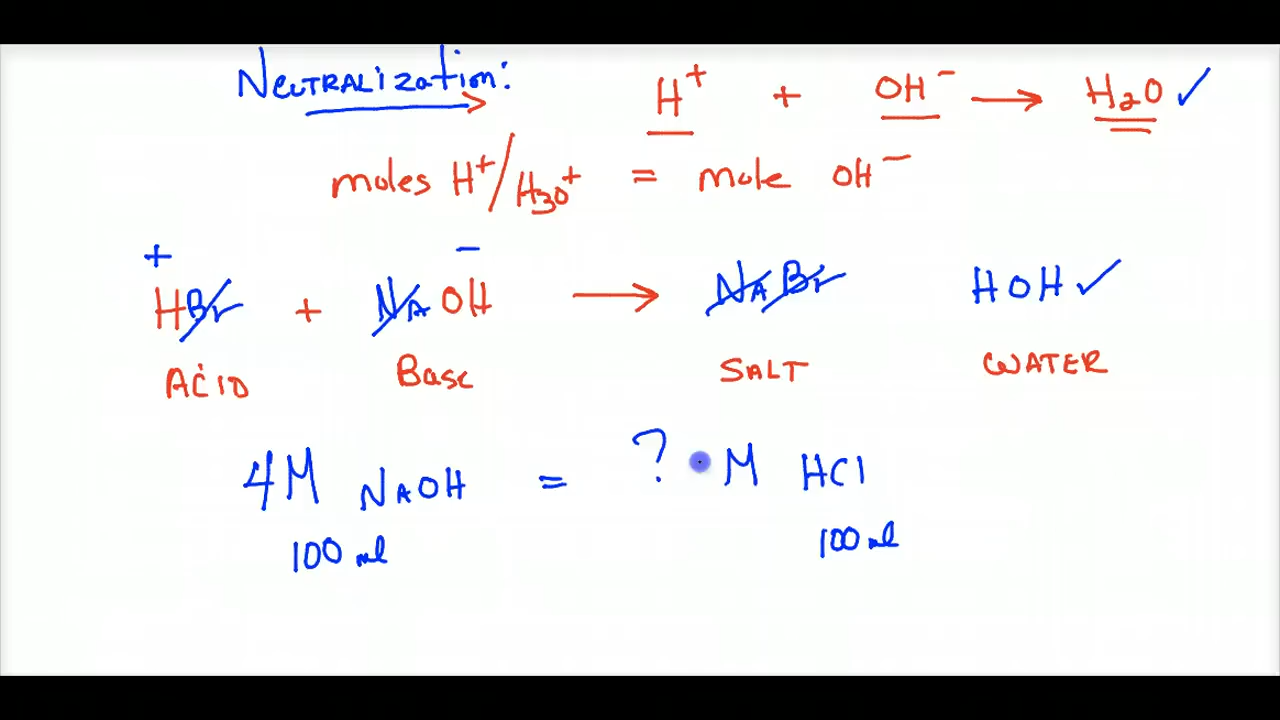 NEUTRALIZATION: H⁺ + OH⁻ → H₂O ✓
moles H⁺/H₃O⁺ = mole OH⁻
+ −
HBr + NaOH → NaBr HOH ✓
ACID Base SALT WATER
4M NaOH = ? M HCl
100 ml 100 ml